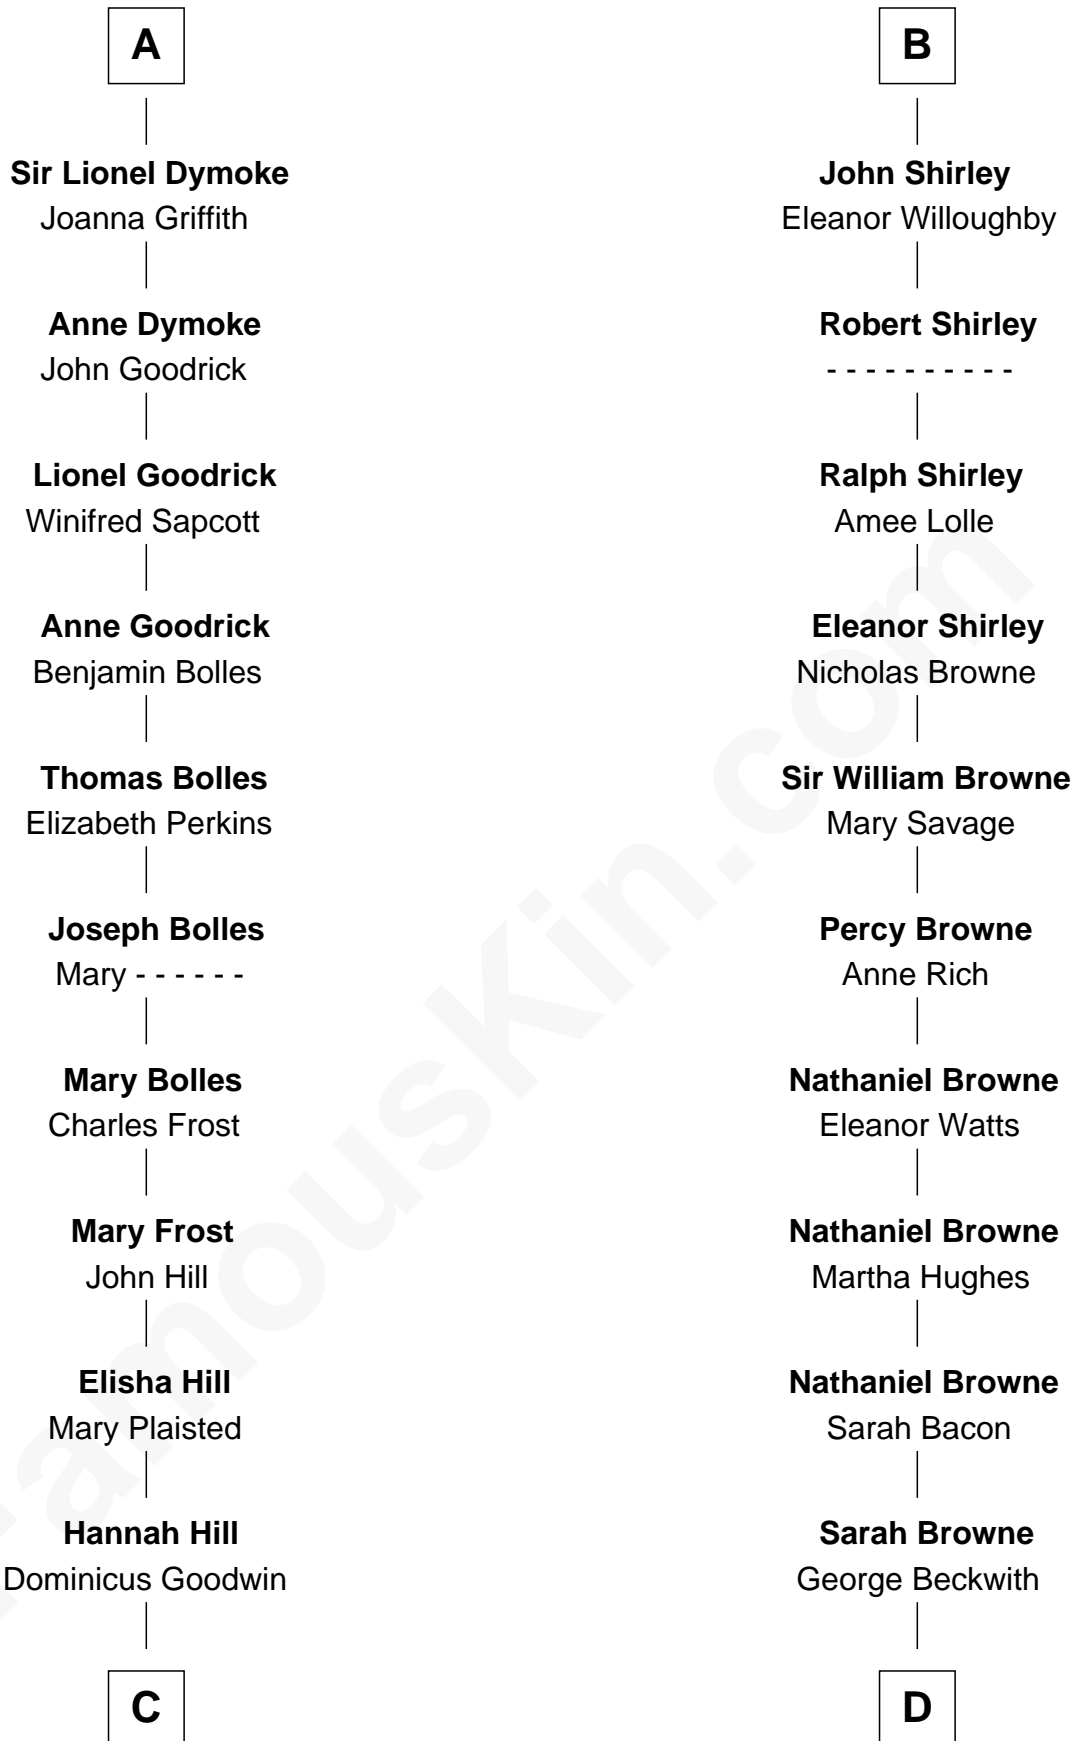 A
Sir Lionel Dymoke
Joanna Griffith
Anne Dymoke
John Goodrick
Lionel Goodrick
Winifred Sapcott
Anne Goodrick
Benjamin Bolles
Thomas Bolles
Elizabeth Perkins
Joseph Bolles
Mary - - - - - -
Mary Bolles
Charles Frost
Mary Frost
John Hill
Elisha Hill
Mary Plaisted
Hannah Hill
Dominicus Goodwin
C
B
John Shirley
Eleanor Willoughby
Robert Shirley
- - - - - - - - - -
Ralph Shirley
Amee Lolle
Eleanor Shirley
Nicholas Browne
Sir William Browne
Mary Savage
Percy Browne
Anne Rich
Nathaniel Browne
Eleanor Watts
Nathaniel Browne
Martha Hughes
Nathaniel Browne
Sarah Bacon
Sarah Browne
George Beckwith
D
FamousKin.com